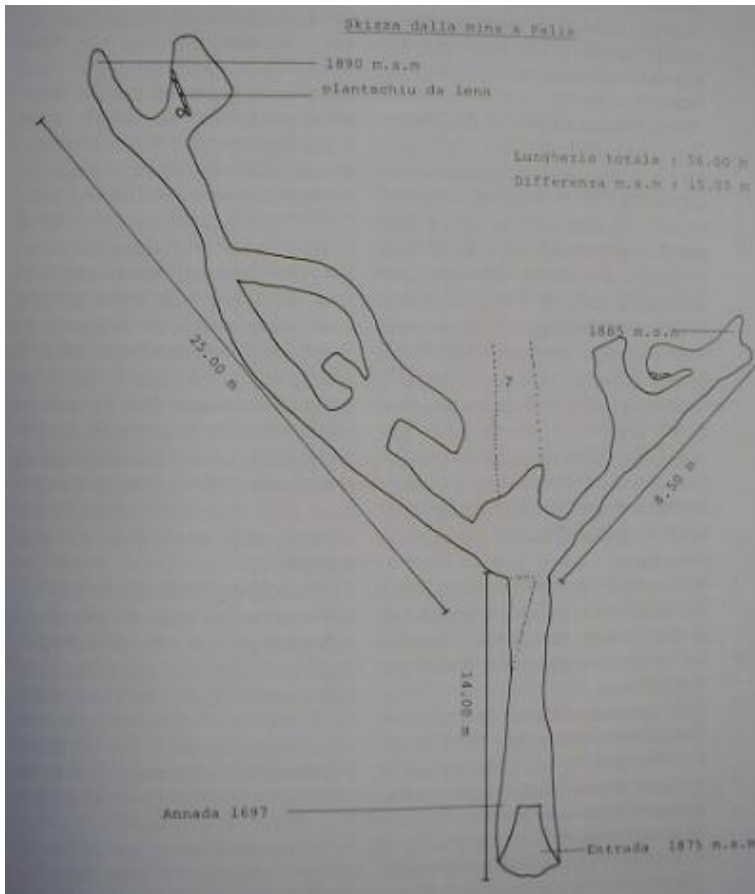 Skizza dalla mina a Palis
1890 m.s.m
plantschiu da lenn
Lunghezia totala : 56.00 m
Differenza m.s.m : 15.00 m
1885 m.s.m
25.00 m
?
8.50 m
14.00 m
Annada 1697
Entrada 1875 m.s.m